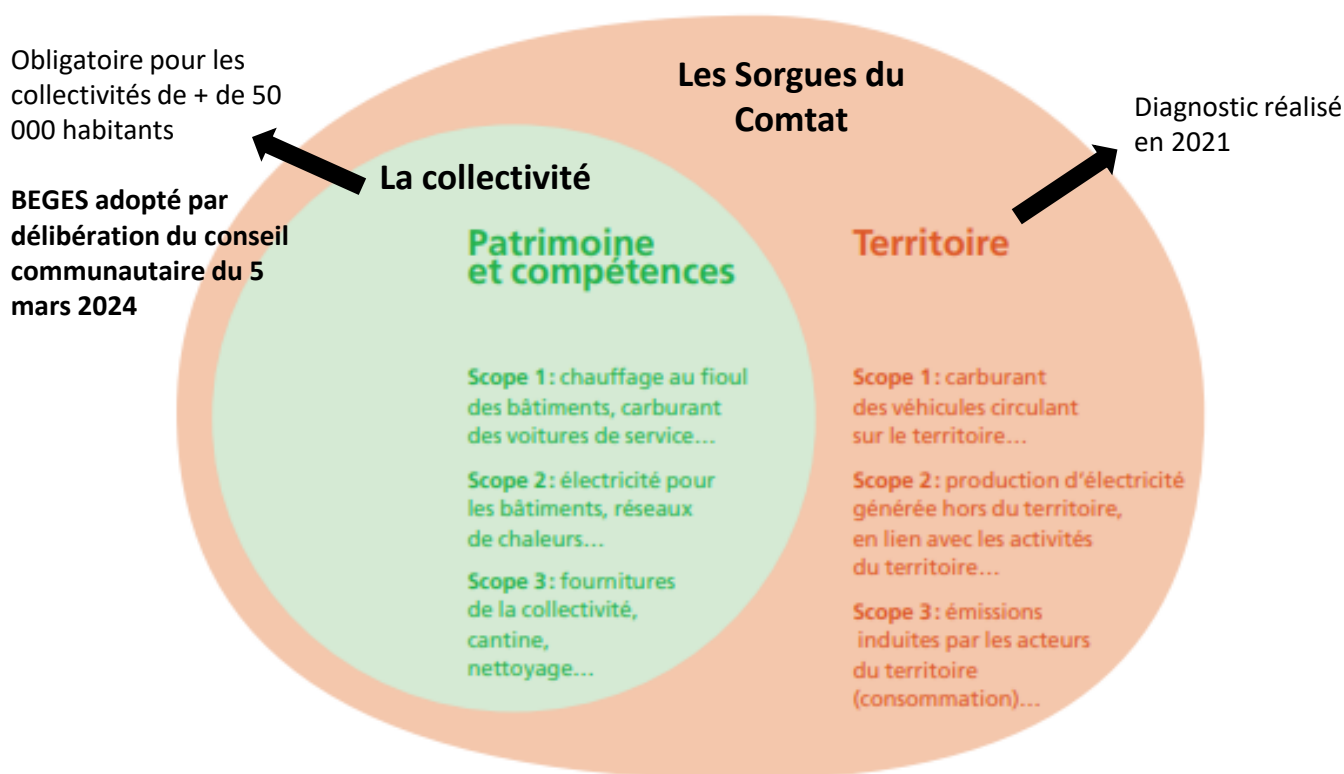 Obligatoire pour les
collectivités de + de 50
000 habitants
BEGES adopté par
délibération du conseil
communautaire du 5
mars 2024
Les Sorgues du
Comtat
Diagnostic réalisé
en 2021
La collectivité
Patrimoine
et compétences
Scope 1 : chauffage au fioul
des bâtiments, carburant
des voitures de service…
Scope 2 : électricité pour
les bâtiments, réseaux
de chaleurs…
Scope 3 : fournitures
de la collectivité,
cantine,
nettoyage…
Territoire
Scope 1 : carburant
des véhicules circulant
sur le territoire…
Scope 2 : production d’électricité
générée hors du territoire,
en lien avec les activités
du territoire…
Scope 3 : émissions
induites par les acteurs
du territoire
(consommation)…